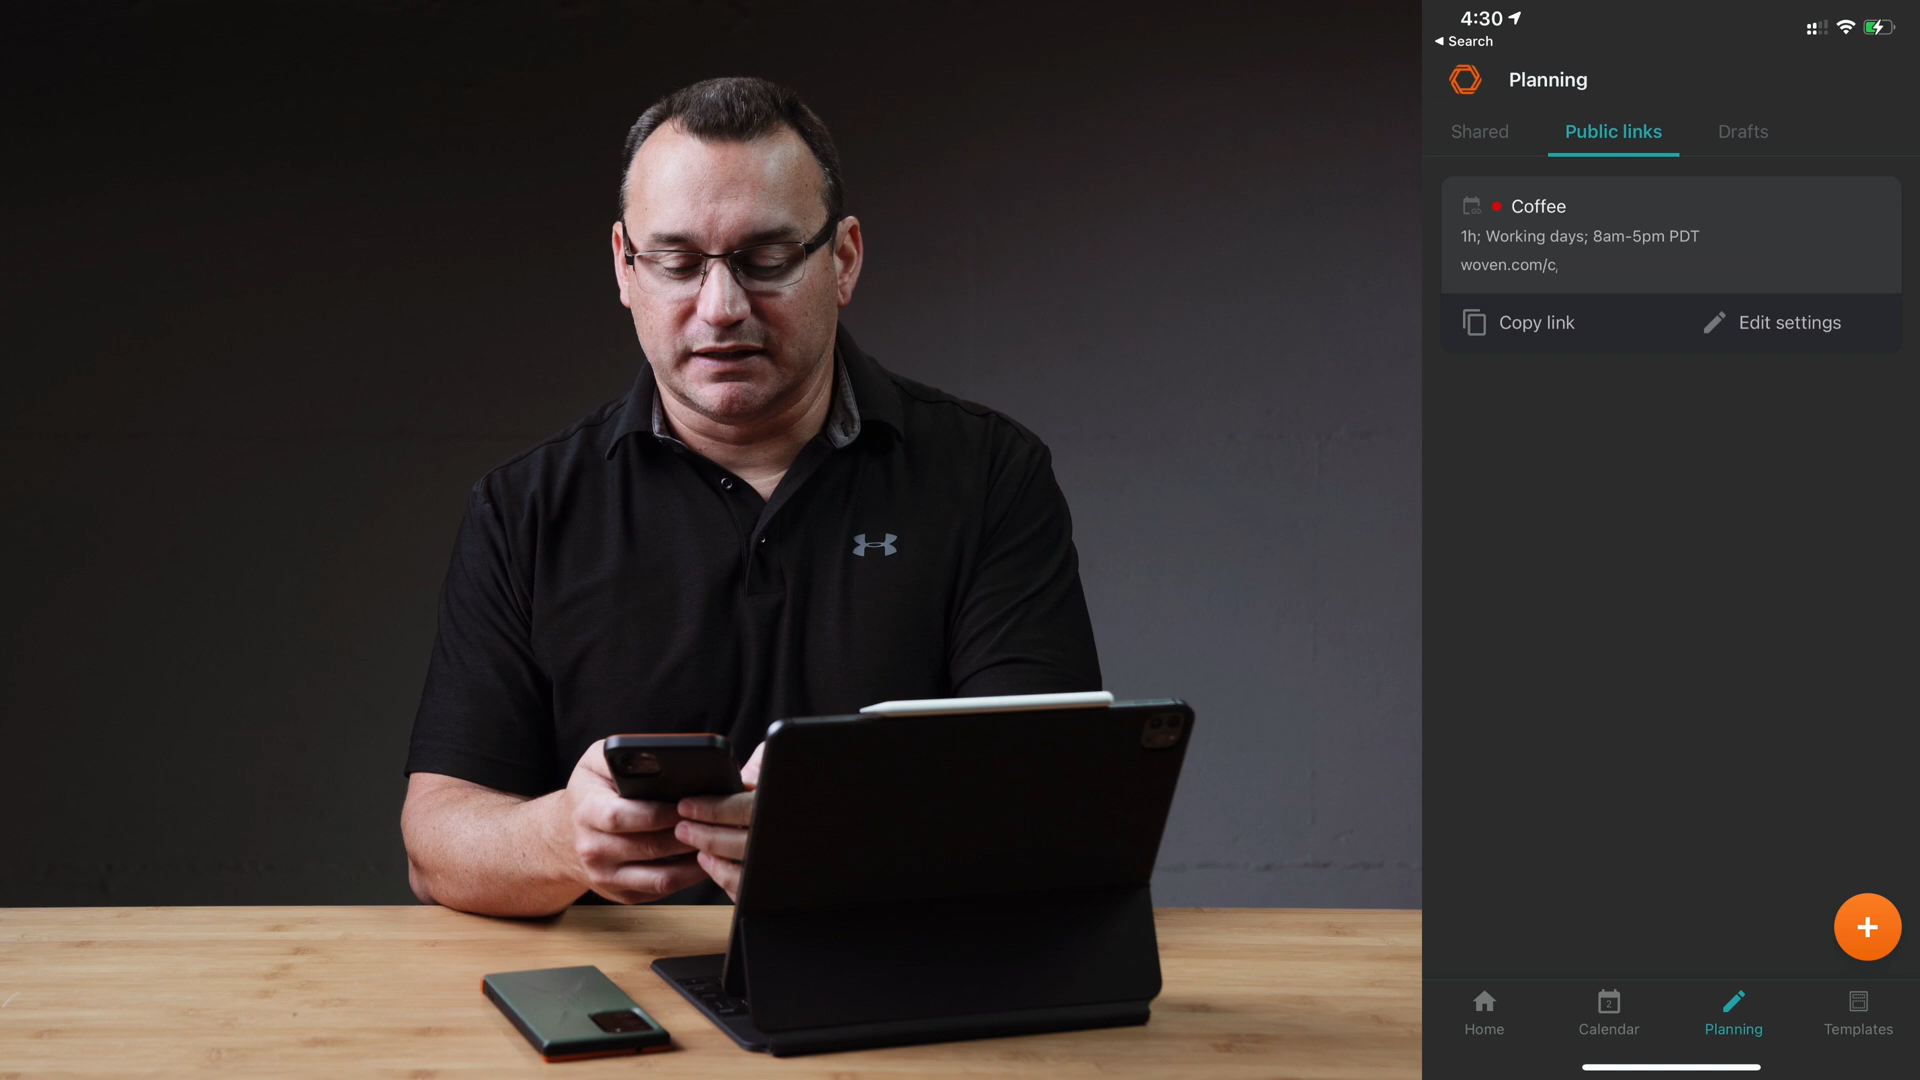 4:30
Search
Planning
Shared
Public links
Drafts
Coffee
1h; Working days; 8am-5pm PDT
woven.com/c
Copy link
Edit settings
+
2
Home
Calendar
Planning
Templates